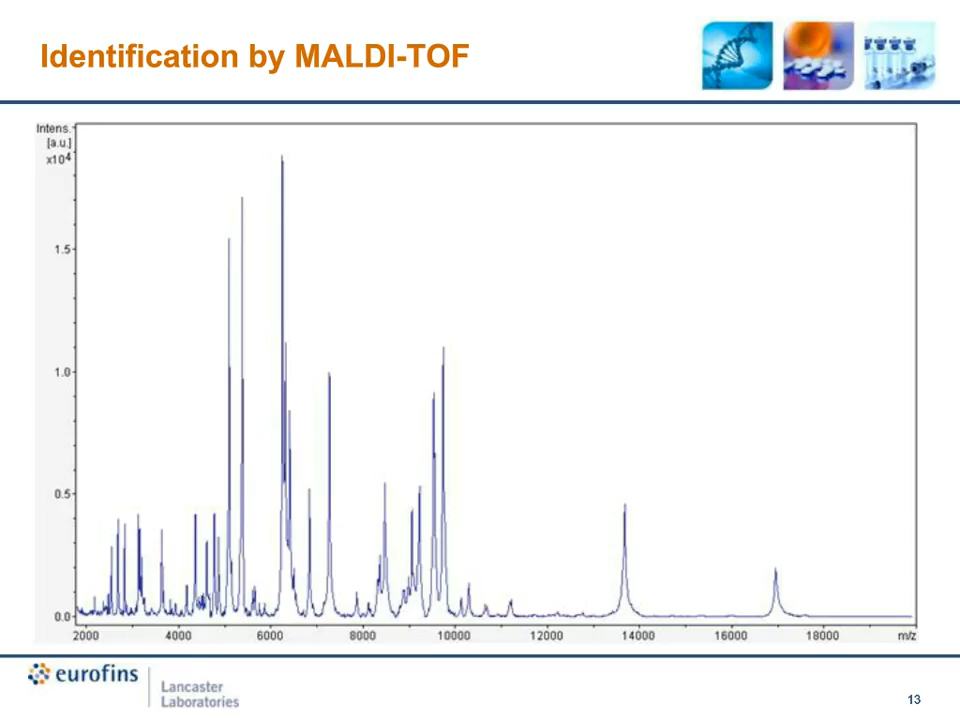 Identification by MALDI-TOF
Intens.
[a.u.]
x10⁴
1.5
1.0
0.5
0.0
2000 4000 6000 8000 10000 12000 14000 16000 18000 m/z
eurofins
Lancaster
Laboratories
13